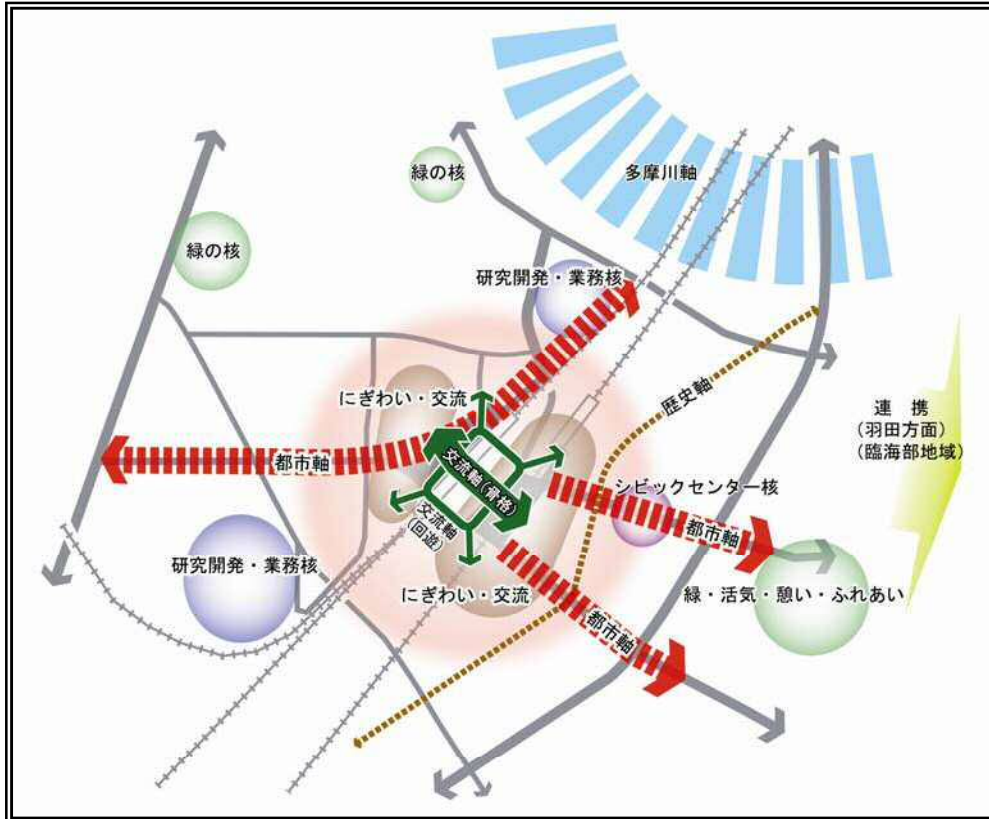 緑の核
多摩川軸
緑の核
研究開発・業務核
にぎわい・交流
歴史軸
連 携
(羽田方面)
(臨海部地域)
都市軸
交流軸(骨格)
シビックセンター核
交流軸
(回遊)
都市軸
研究開発・業務核
にぎわい・交流
緑・活気・憩い・ふれあい
都市軸